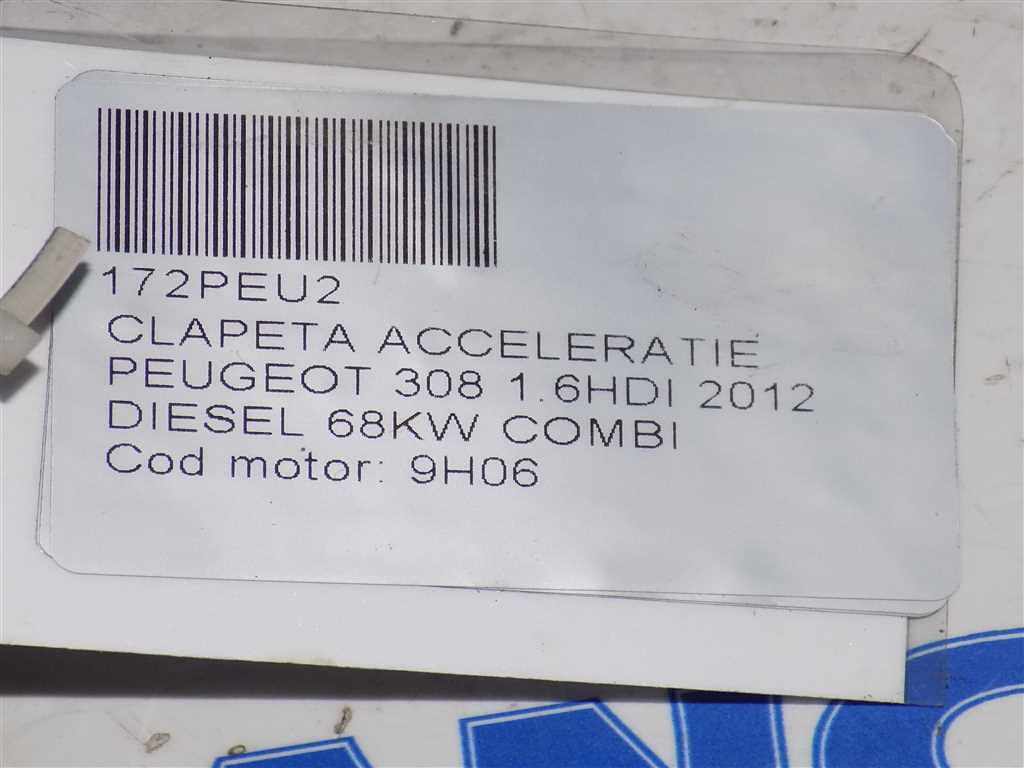 172PEU2
CLAPETA ACCELERATIE
PEUGEOT 308 1.6HDI 2012
DIESEL 68KW COMBI
Cod motor: 9H06